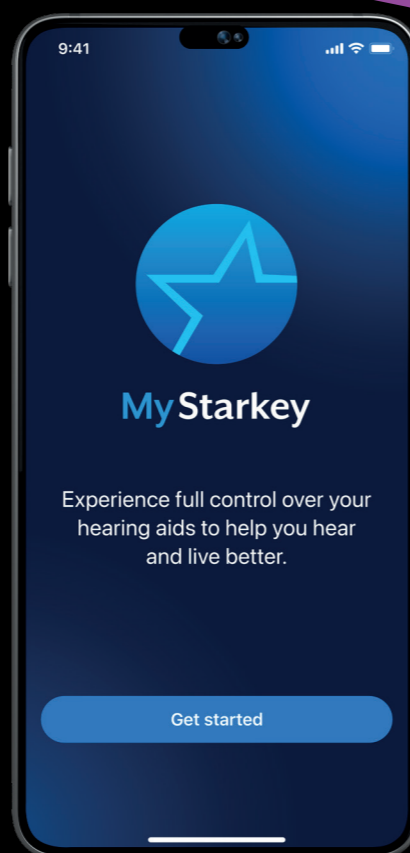 9:41
My Starkey
Experience full control over your
hearing aids to help you hear
and live better.
Get started